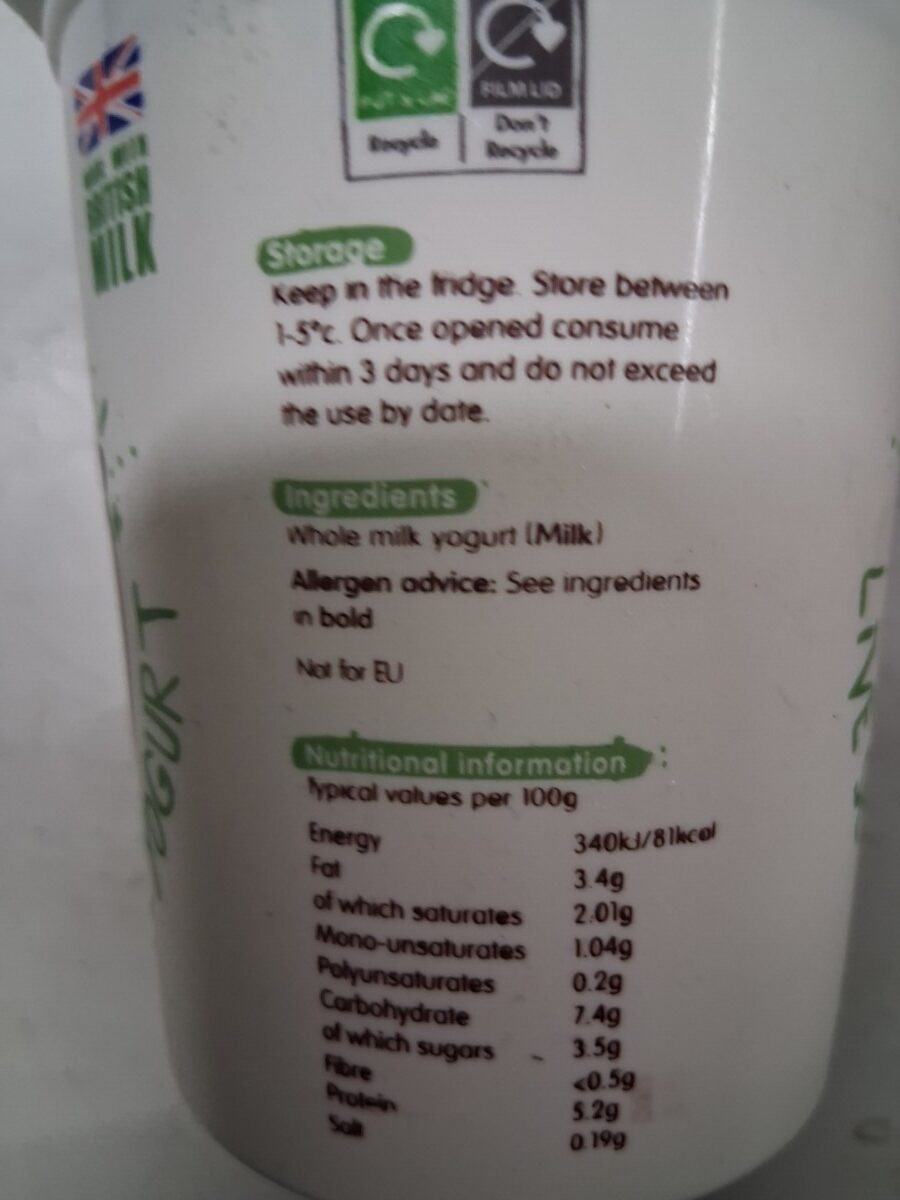 FILM LID
Recycle
Don't
Recycle
MADE WITH
BRITISH
MILK
Storage
Keep in the fridge. Store between
1-5°c. Once opened consume
within 3 days and do not exceed
the use by date.
Ingredients
Whole milk yogurt (Milk)
Allergen advice: See ingredients
in bold
Not for EU
Nutritional information
Typical values per 100g
Energy 340kJ/81kcal
Fat 3.4g
of which saturates 2.01g
Mono-unsaturates 1.04g
Polyunsaturates 0.2g
Carbohydrate 7.4g
of which sugars 3.5g
Fibre <0.5g
Protein 5.2g
Salt 0.19g
YOGURT